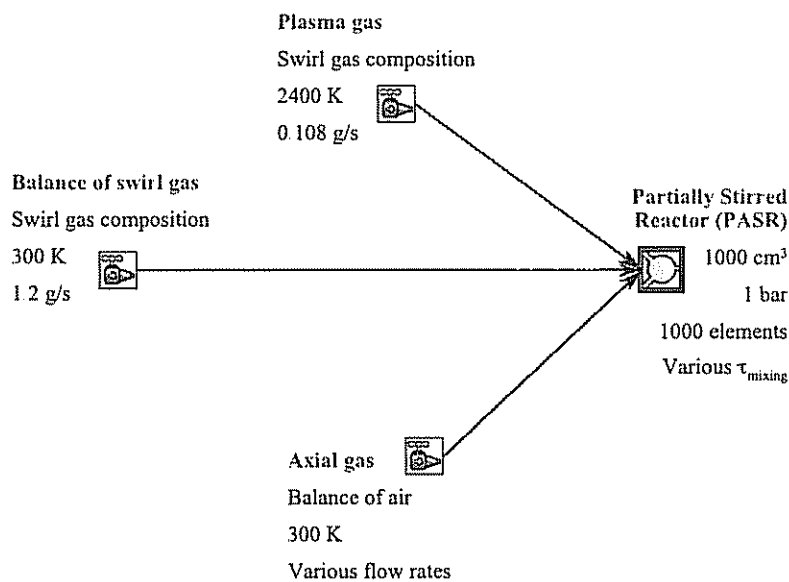 Plasma gas
Swirl gas composition
2400 K
0.108 g/s
Balance of swirl gas
Swirl gas composition
300 K
1.2 g/s
Partially Stirred
Reactor (PASR)
1000 cm³
1 bar
1000 elements
Various τmixing
Axial gas
Balance of air
300 K
Various flow rates